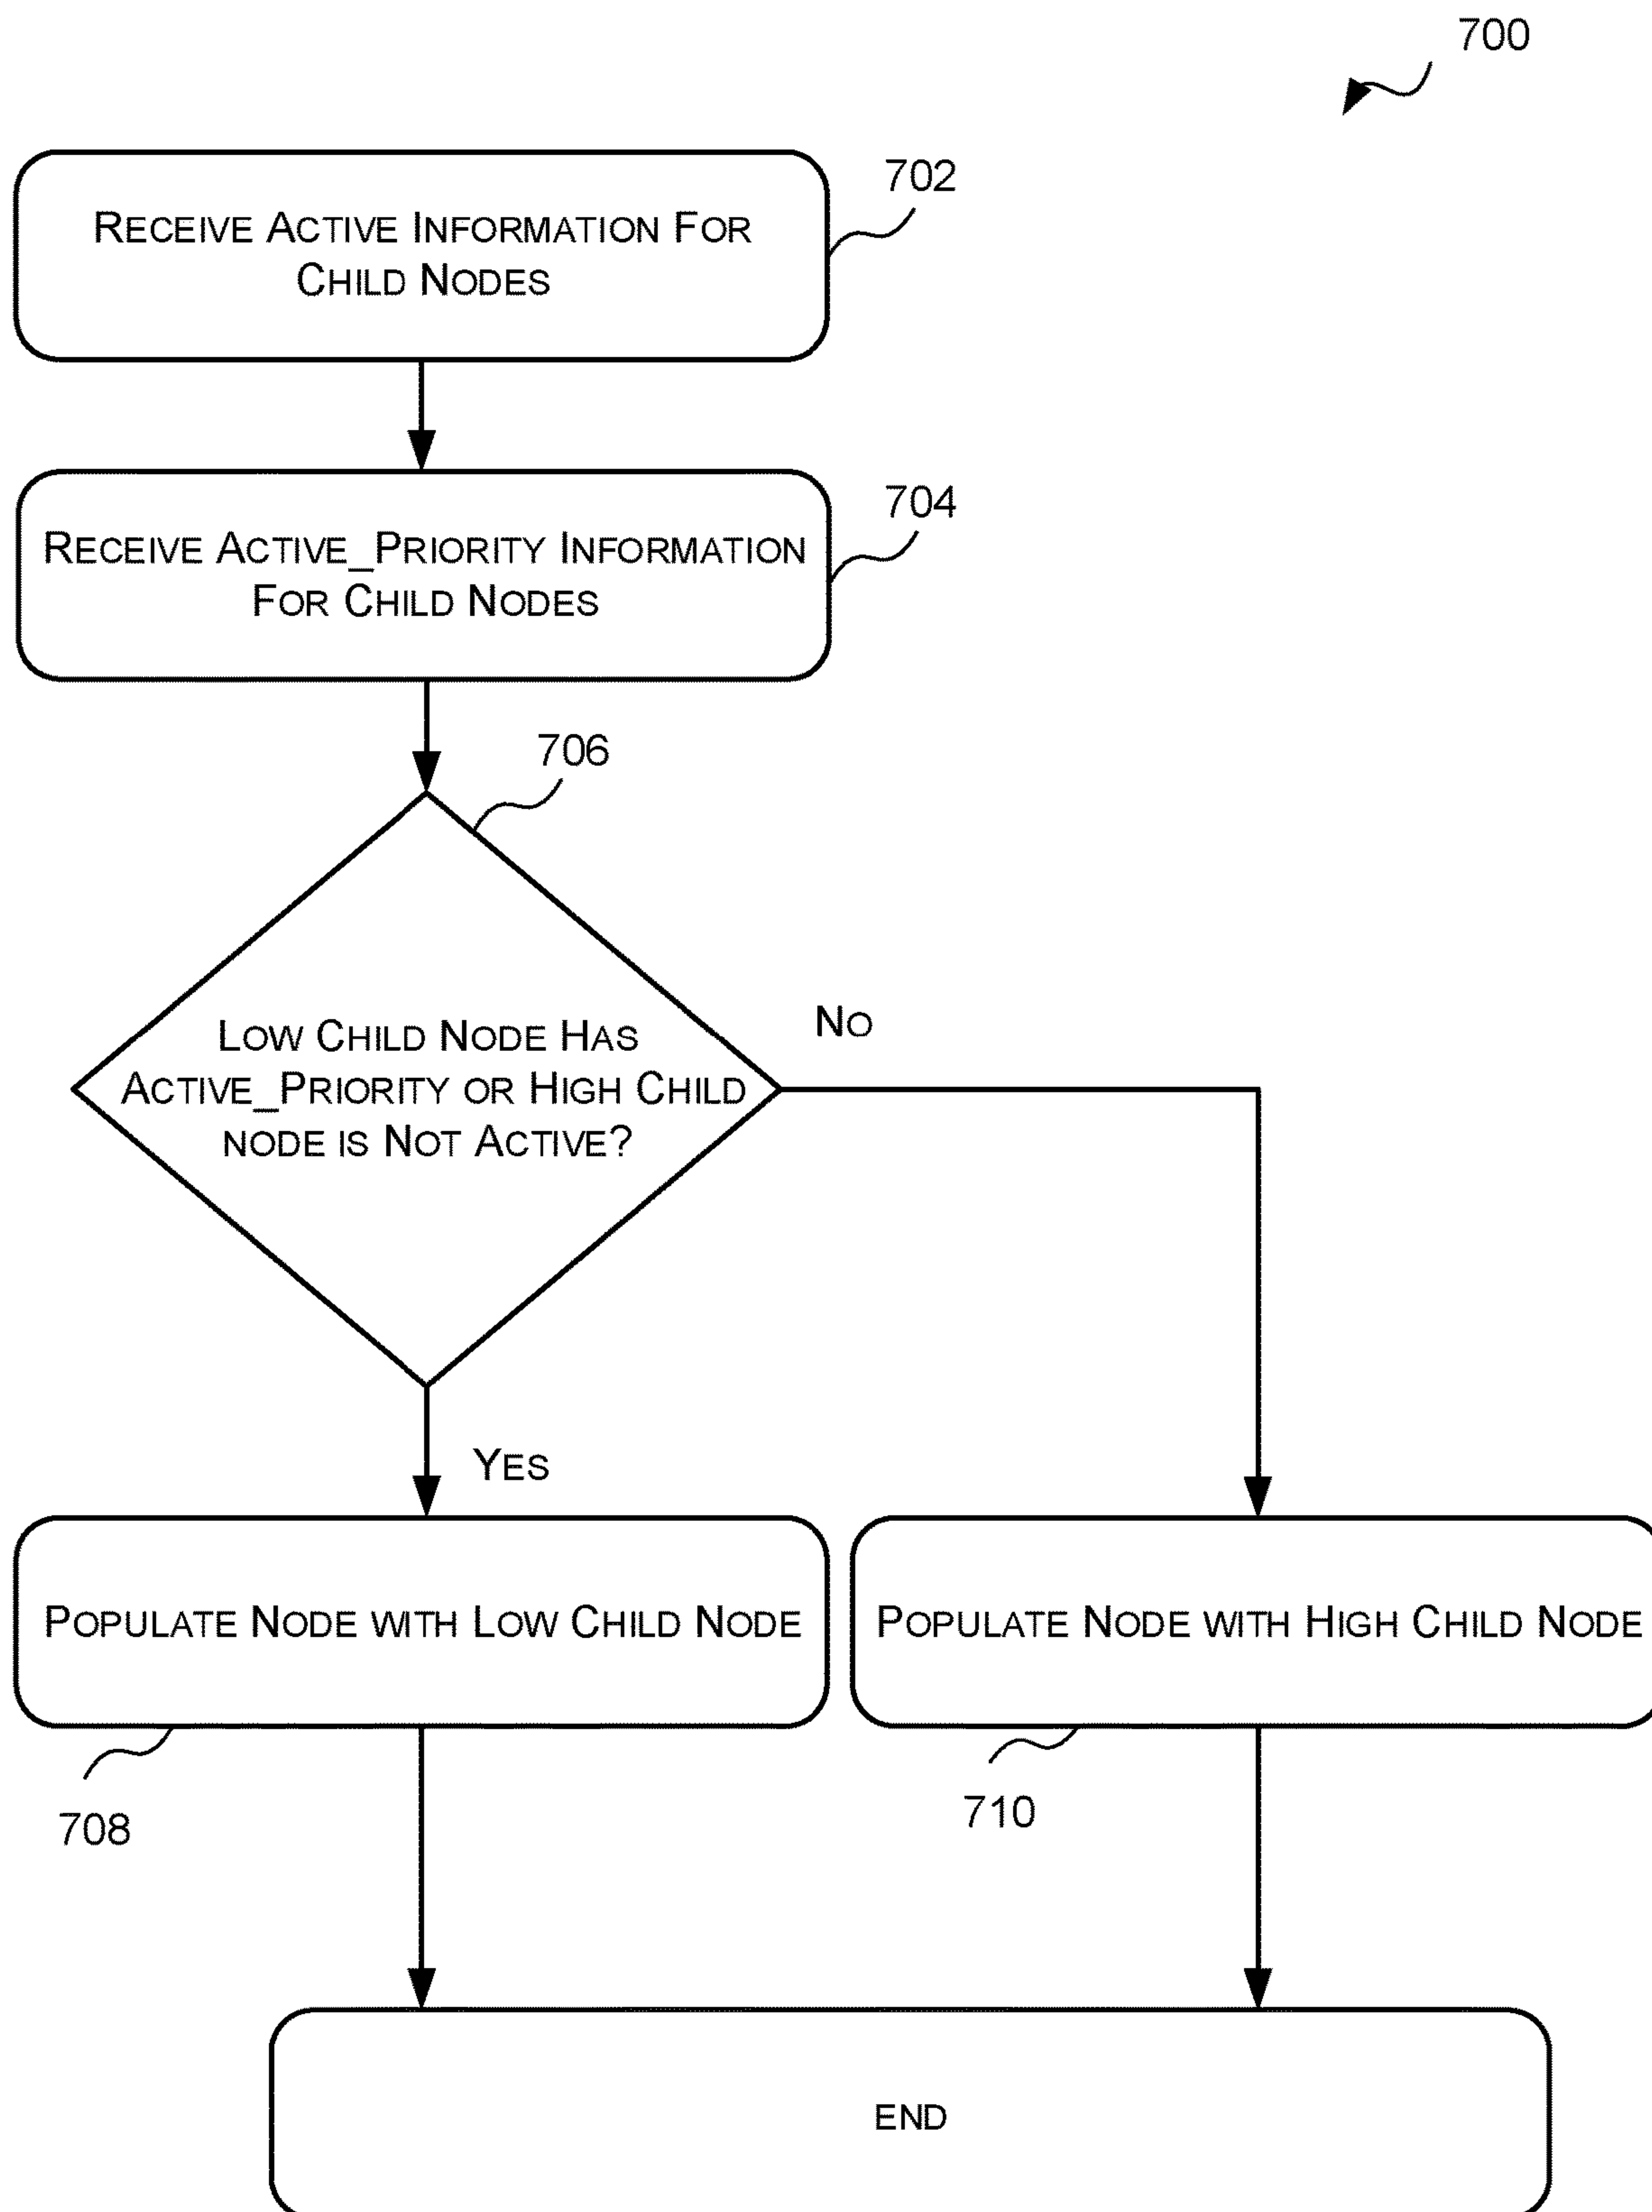 700
702
Receive Active Information For
Child Nodes
704
Receive Active_Priority Information
For Child Nodes
706
Low Child Node Has
Active_Priority or High Child
node is Not Active?
No
Yes
Populate Node with Low Child Node
Populate Node with High Child Node
708
710
end